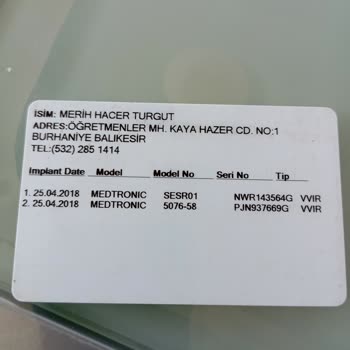 İSİM: MERİH HACER TURGUT
ADRES:ÖĞRETMENLER MH. KAYA HAZER CD. NO:1
BURHANİYE BALIKESİR
TEL:(532) 285 1414
Implant Date Model Model No Seri No Tip
1. 25.04.2018 MEDTRONIC SESR01 NWR143564G VVIR
2. 25.04.2018 MEDTRONIC 5076-58 PJN937669G VVIR